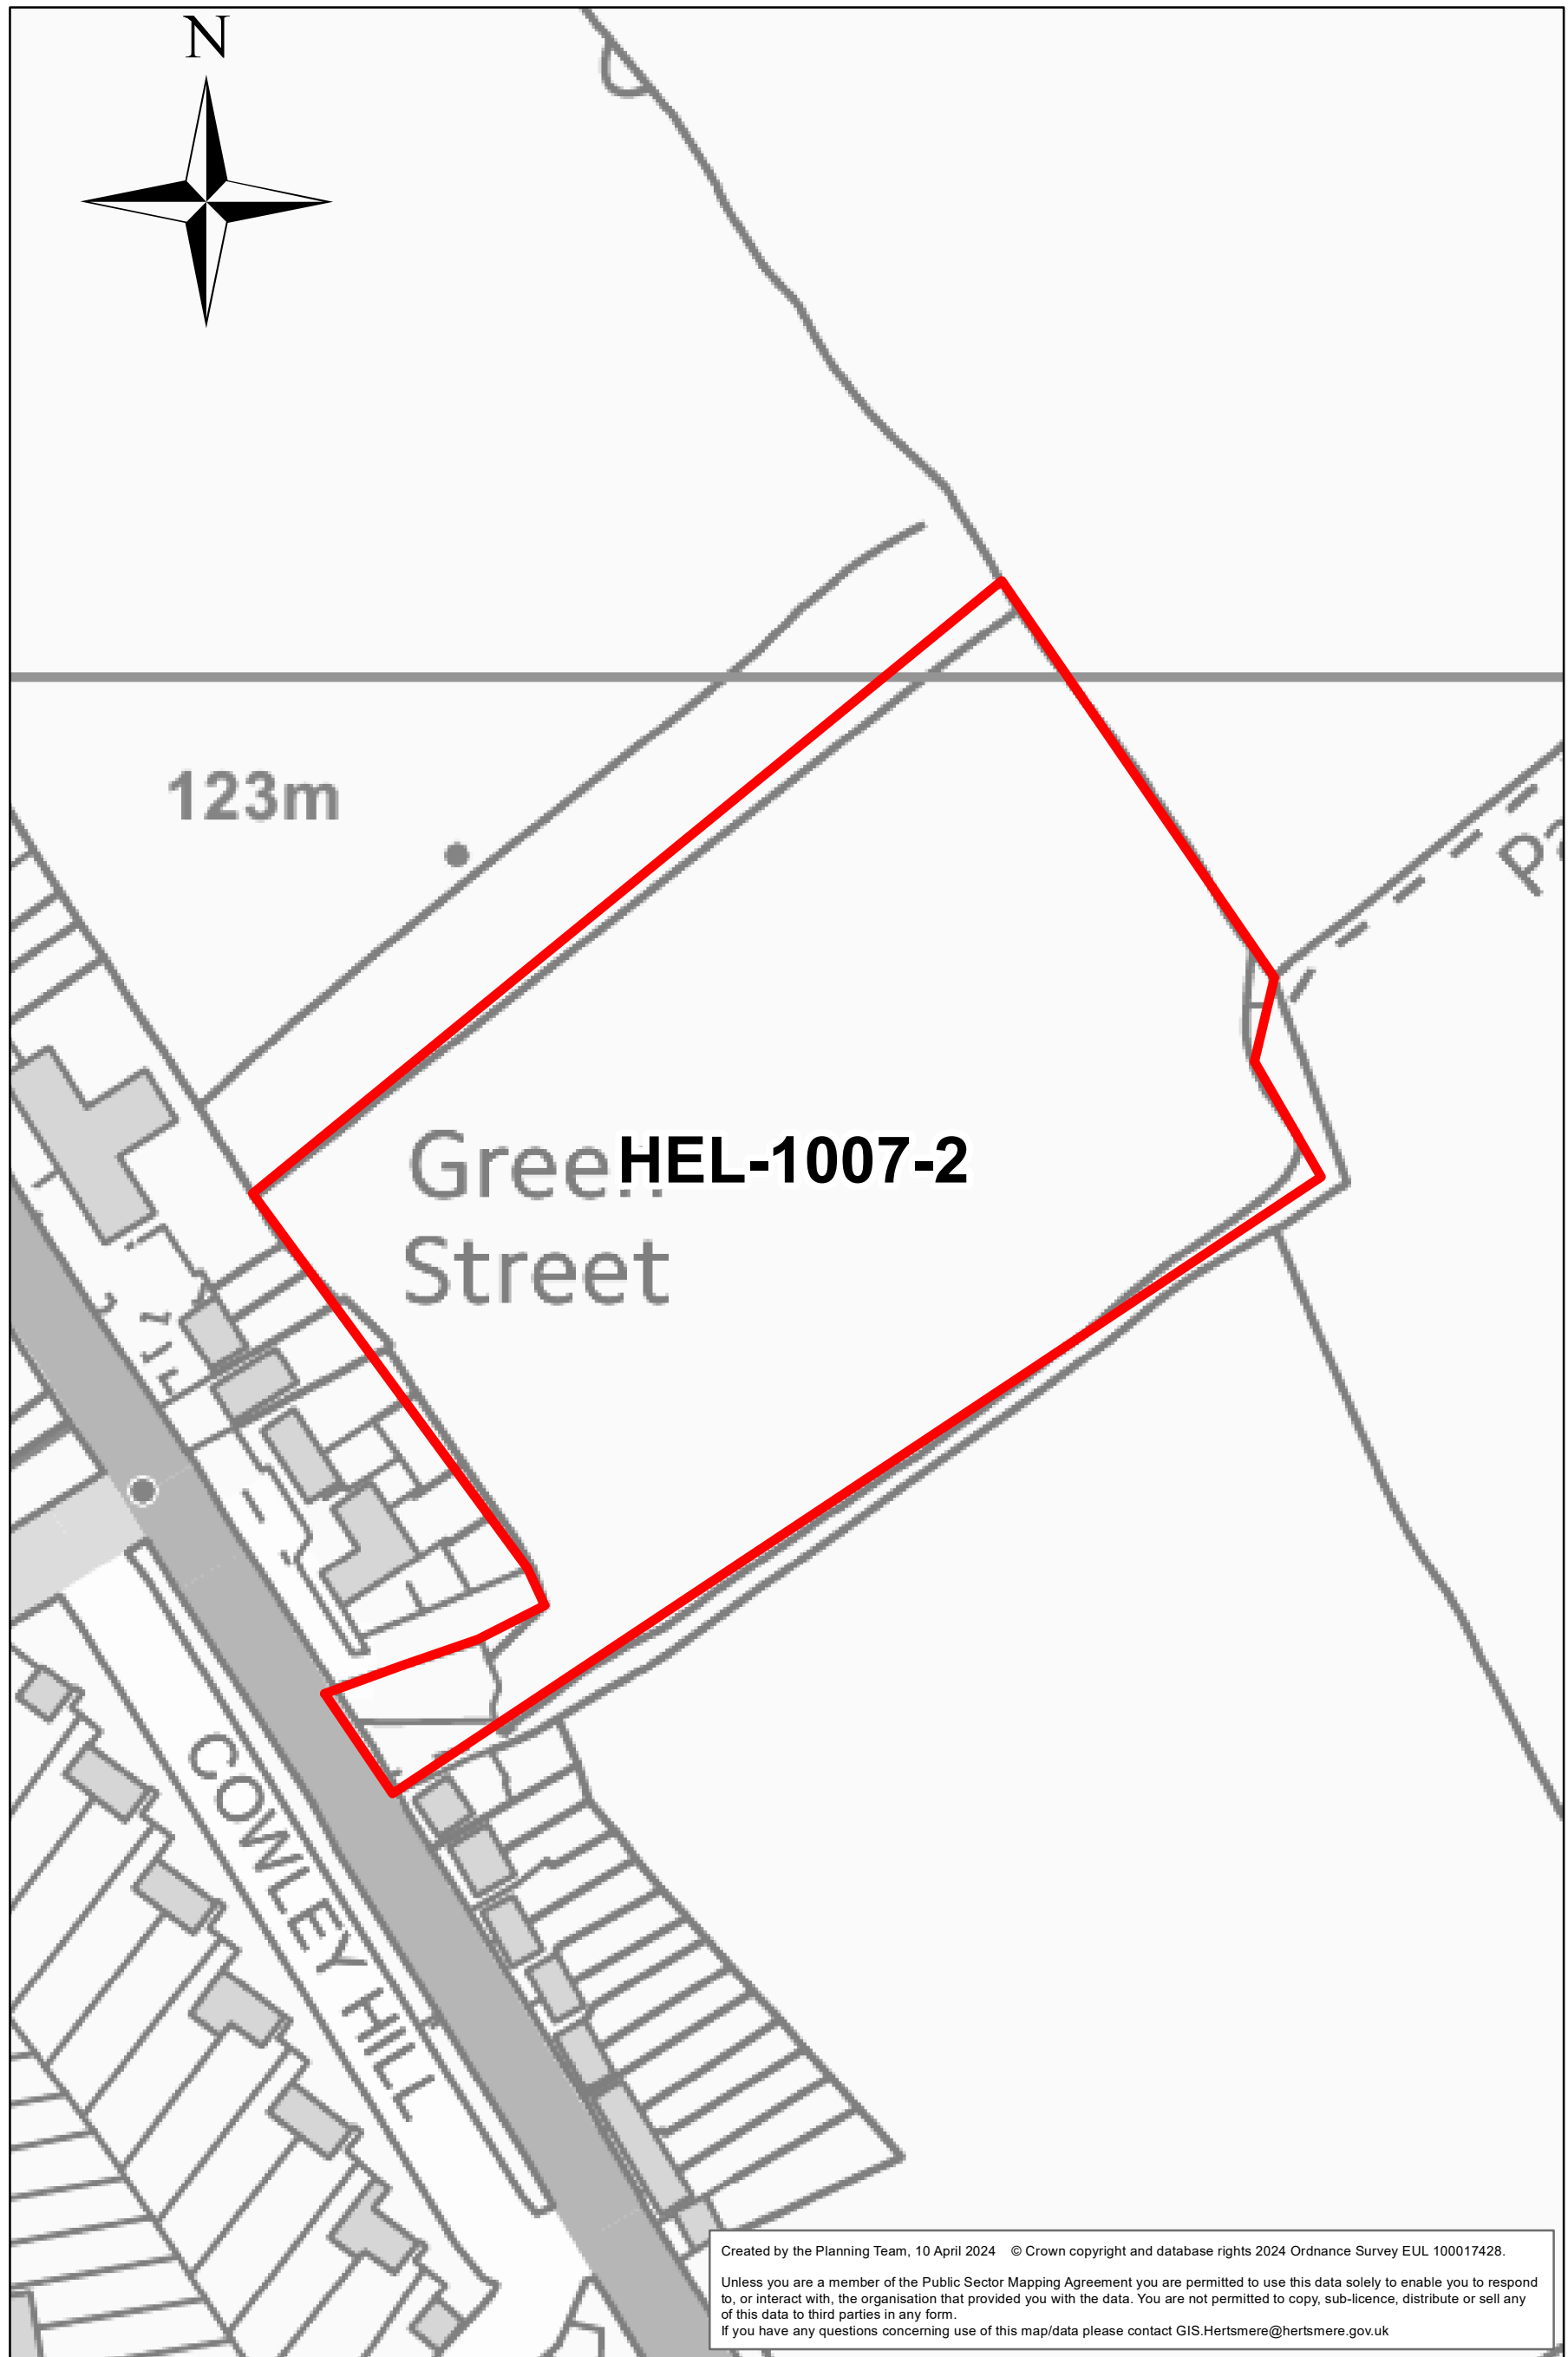 N
123m
HEL-1007-2
Street
COWLEY HILL
Created by the Planning Team, 10 April 2024 © Crown copyright and database rights 2024 Ordnance Survey EUL 100017428.
Unless you are a member of the Public Sector Mapping Agreement you are permitted to use this data solely to enable you to respond
to, or interact with, the organisation that provided you with the data. You are not permitted to copy, sub-licence, distribute or sell any
of this data to third parties in any form.
If you have any questions concerning use of this map/data please contact GIS.Hertsmere@hertsmere.gov.uk